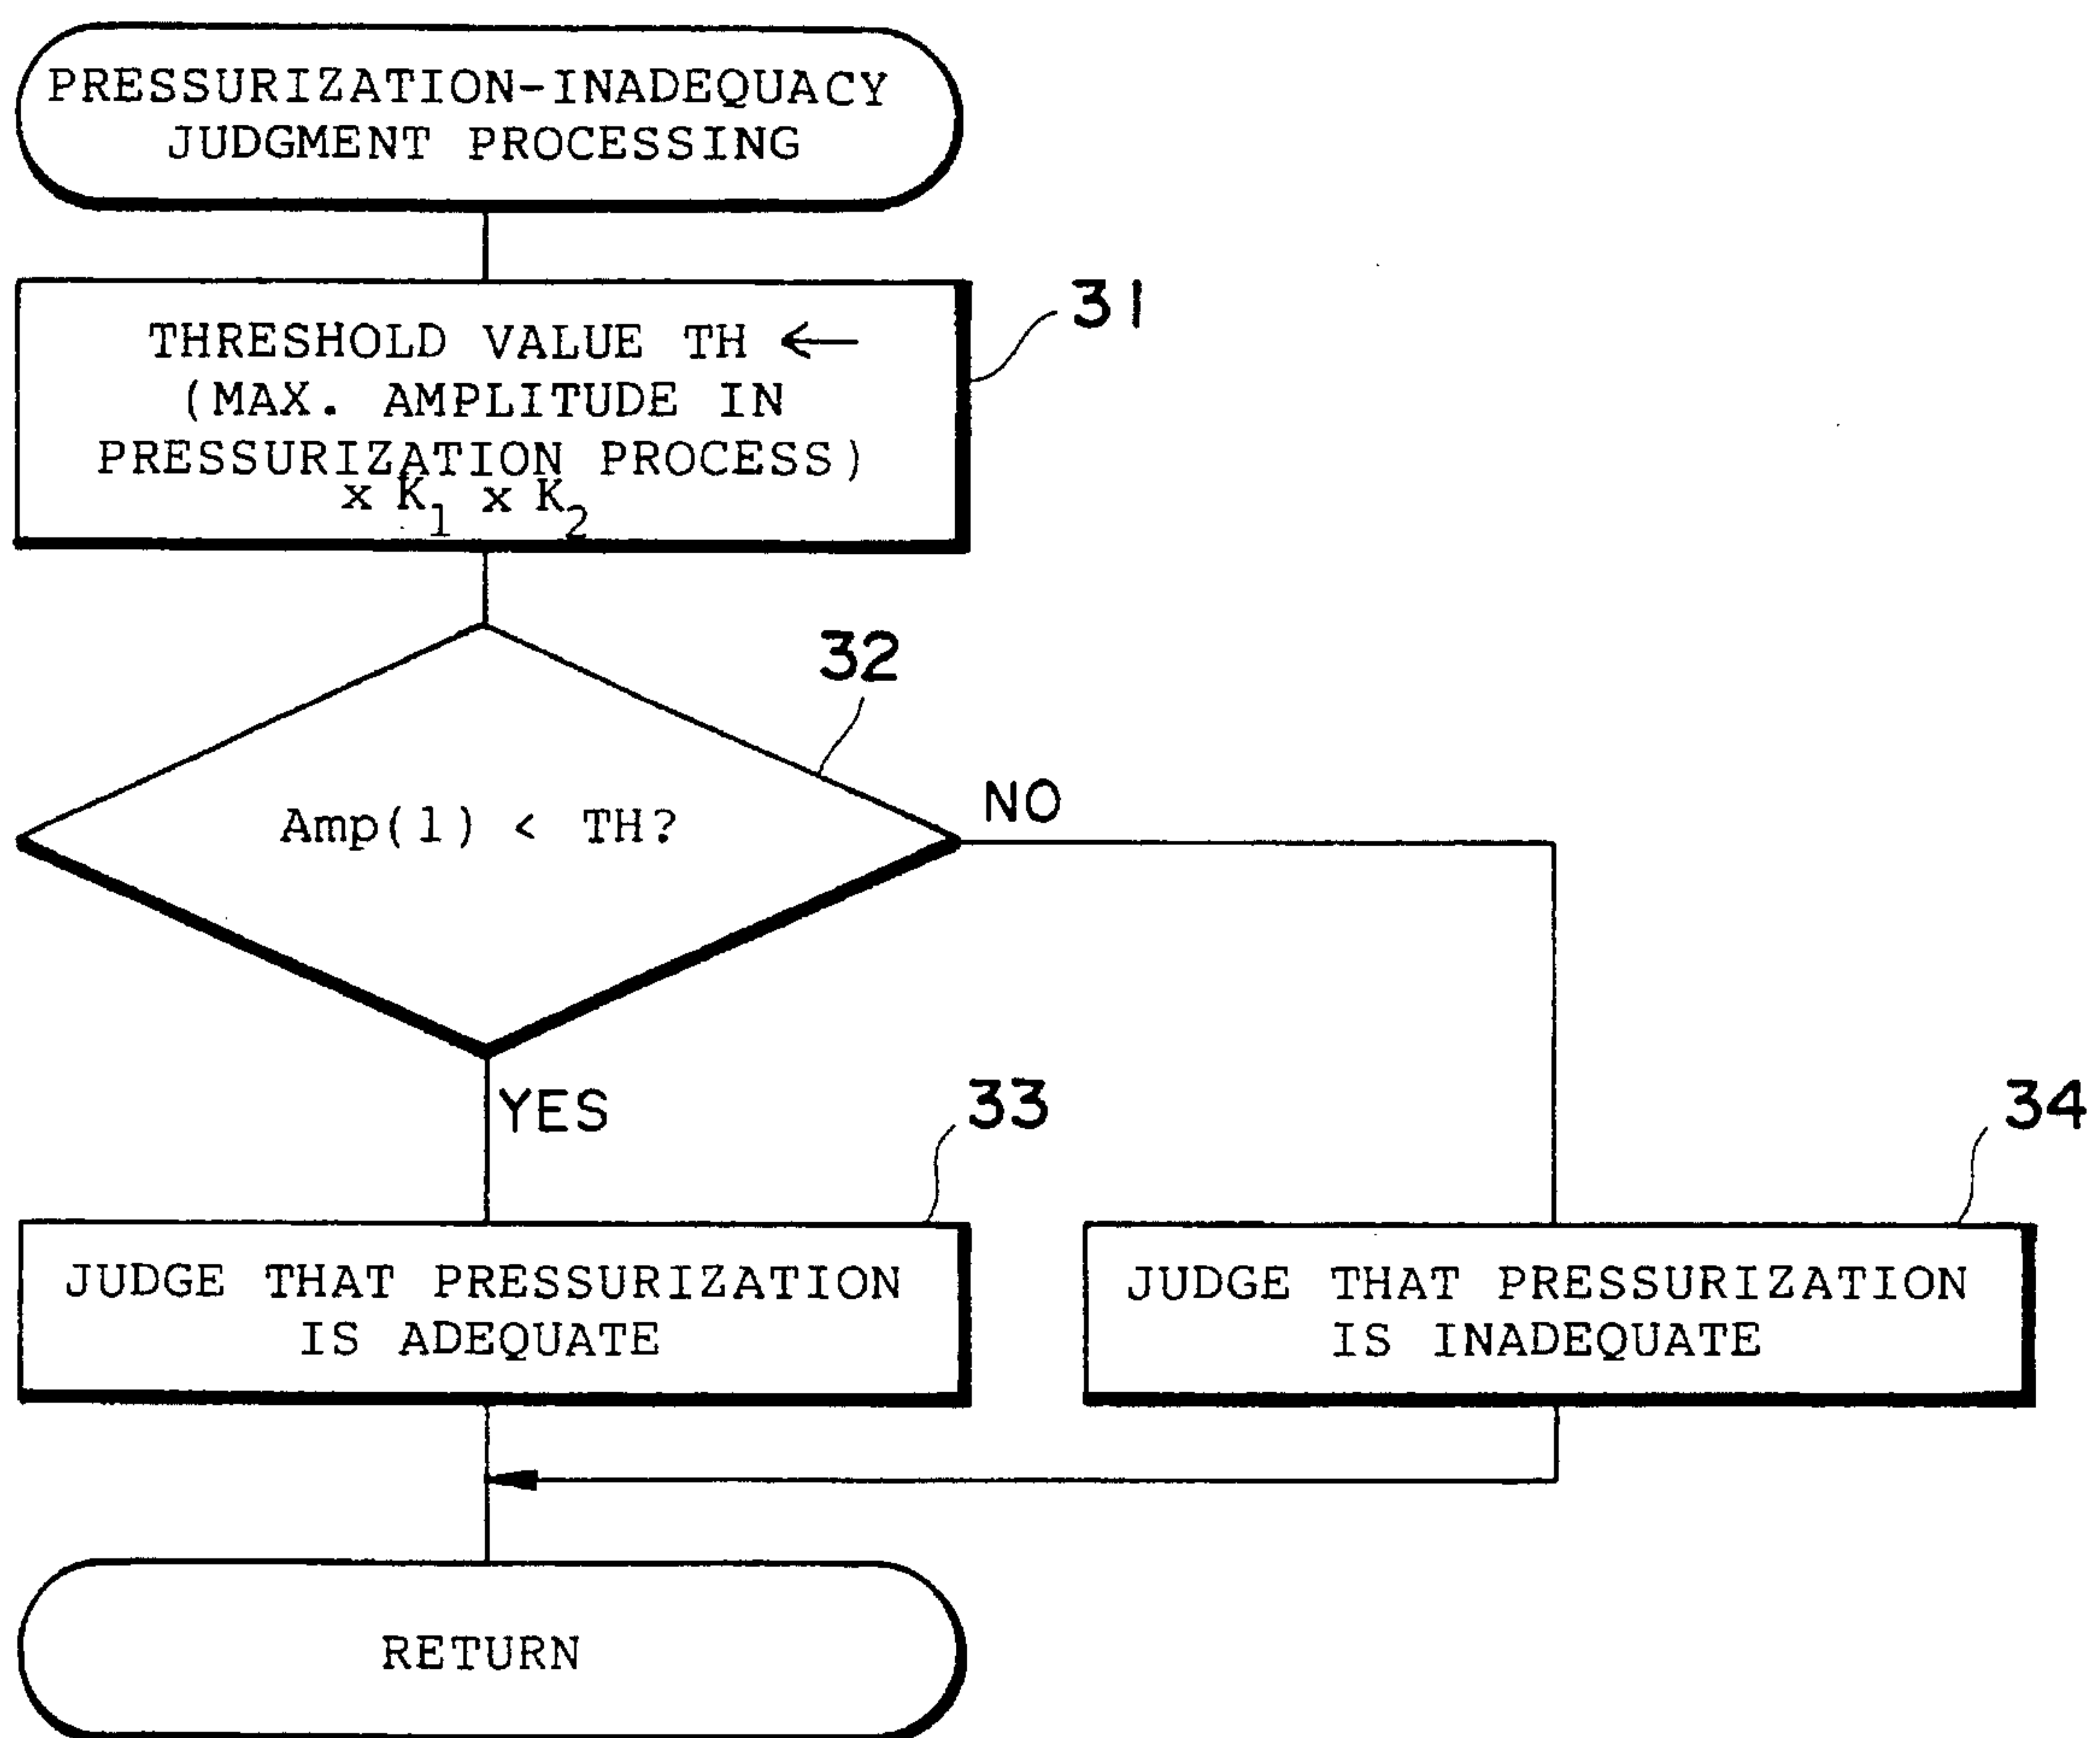 PRESSURIZATION-INADEQUACY
JUDGMENT PROCESSING
31
THRESHOLD VALUE TH ←
(MAX. AMPLITUDE IN
PRESSURIZATION PROCESS)
x K1 x K2
32
Amp(1) < TH?
NO
YES
33
34
JUDGE THAT PRESSURIZATION
IS ADEQUATE
JUDGE THAT PRESSURIZATION
IS INADEQUATE
RETURN